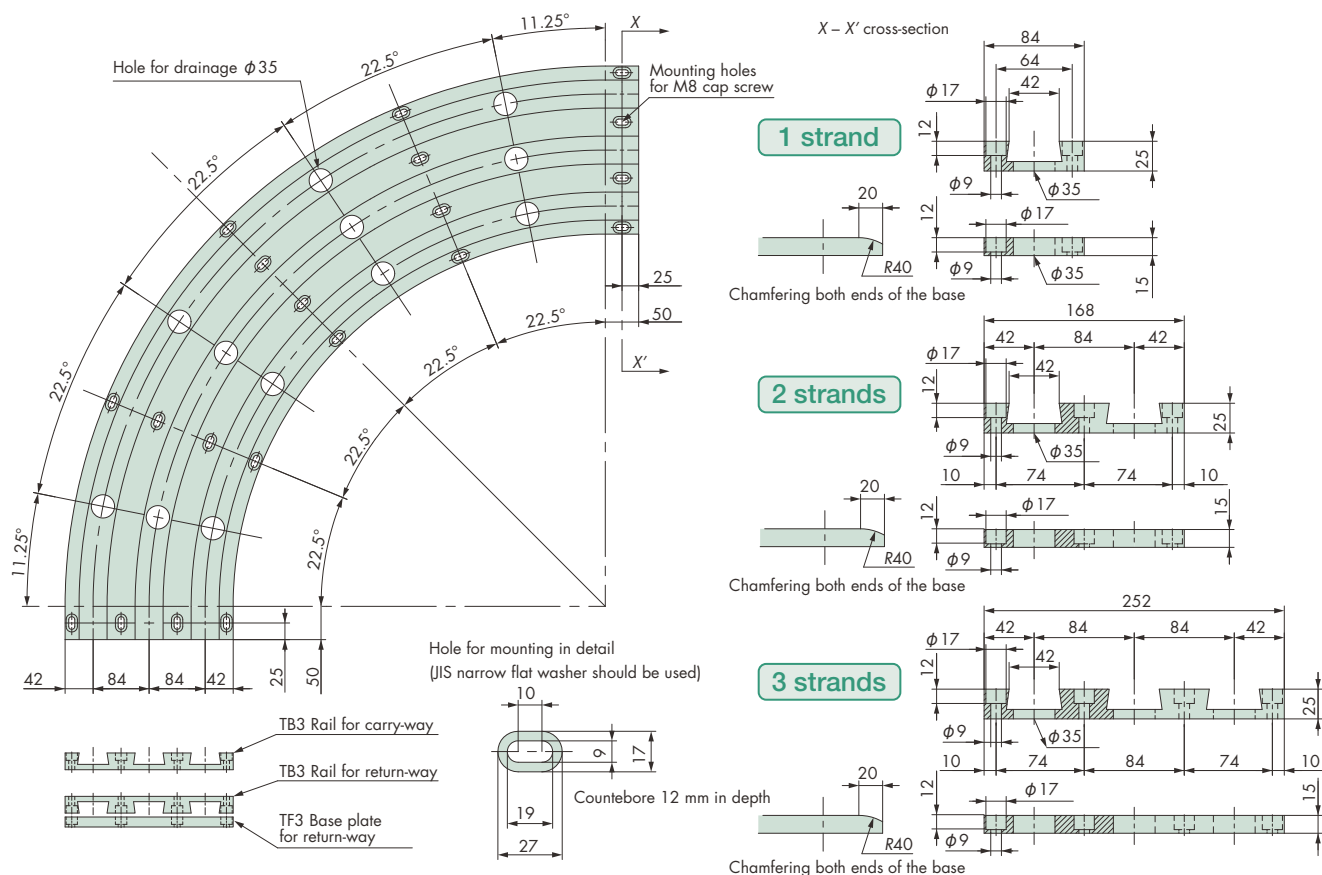 11.25°
X
X – X′ cross-section
22.5°
Hole for drainage ϕ35
Mounting holes
for M8 cap screw
22.5°
22.5°
11.25°
25
50
22.5°
22.5°
22.5°
22.5°
X′
42
84
84
42
25
50
TB3 Rail for carry-way
TB3 Rail for return-way
TF3 Base plate
for return-way
Hole for mounting in detail
(JIS narrow flat washer should be used)
10
9
17
19
27
Countebore 12 mm in depth
1 strand
84
64
42
ϕ17
12
25
ϕ9
ϕ35
20
R40
Chamfering both ends of the base
12
ϕ17
ϕ9
ϕ35
15
2 strands
168
42
84
42
ϕ17
42
12
25
ϕ9
ϕ35
10
74
74
10
20
R40
Chamfering both ends of the base
12
ϕ17
ϕ9
15
3 strands
252
42
84
84
42
ϕ17
42
12
25
ϕ9
ϕ35
10
74
84
74
10
20
R40
Chamfering both ends of the base
12
ϕ17
ϕ9
15